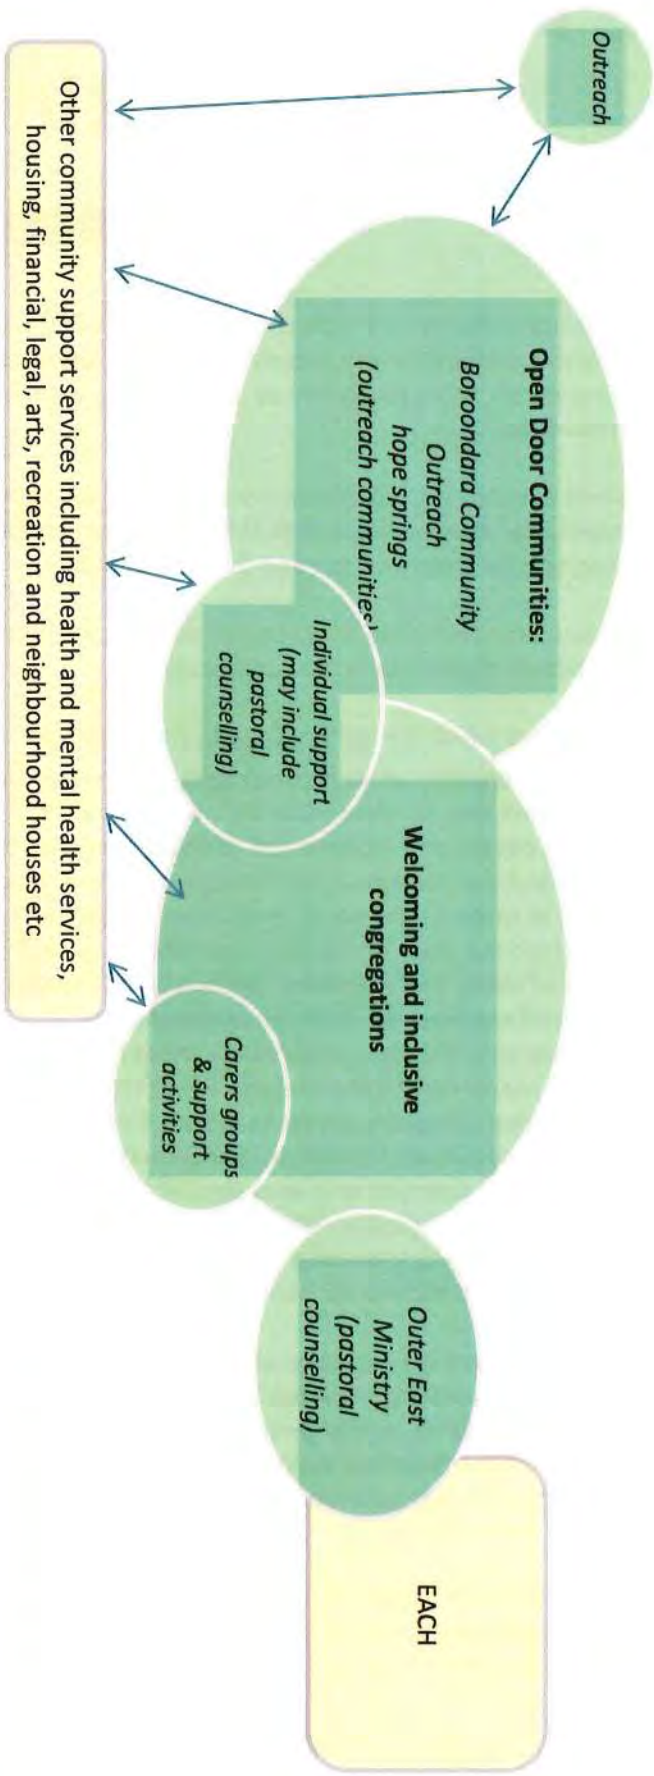 Outreach
Open Door Communities:
Boroondara Community
Outreach
hope springs
(outreach communities)
Individual support
(may include
pastoral
counselling)
Welcoming and inclusive
congregations
Carers groups
& support
activities
Outer East
Ministry
(pastoral
counselling)
EACH
Other community support services including health and mental health services,
housing, financial, legal, arts, recreation and neighbourhood houses etc